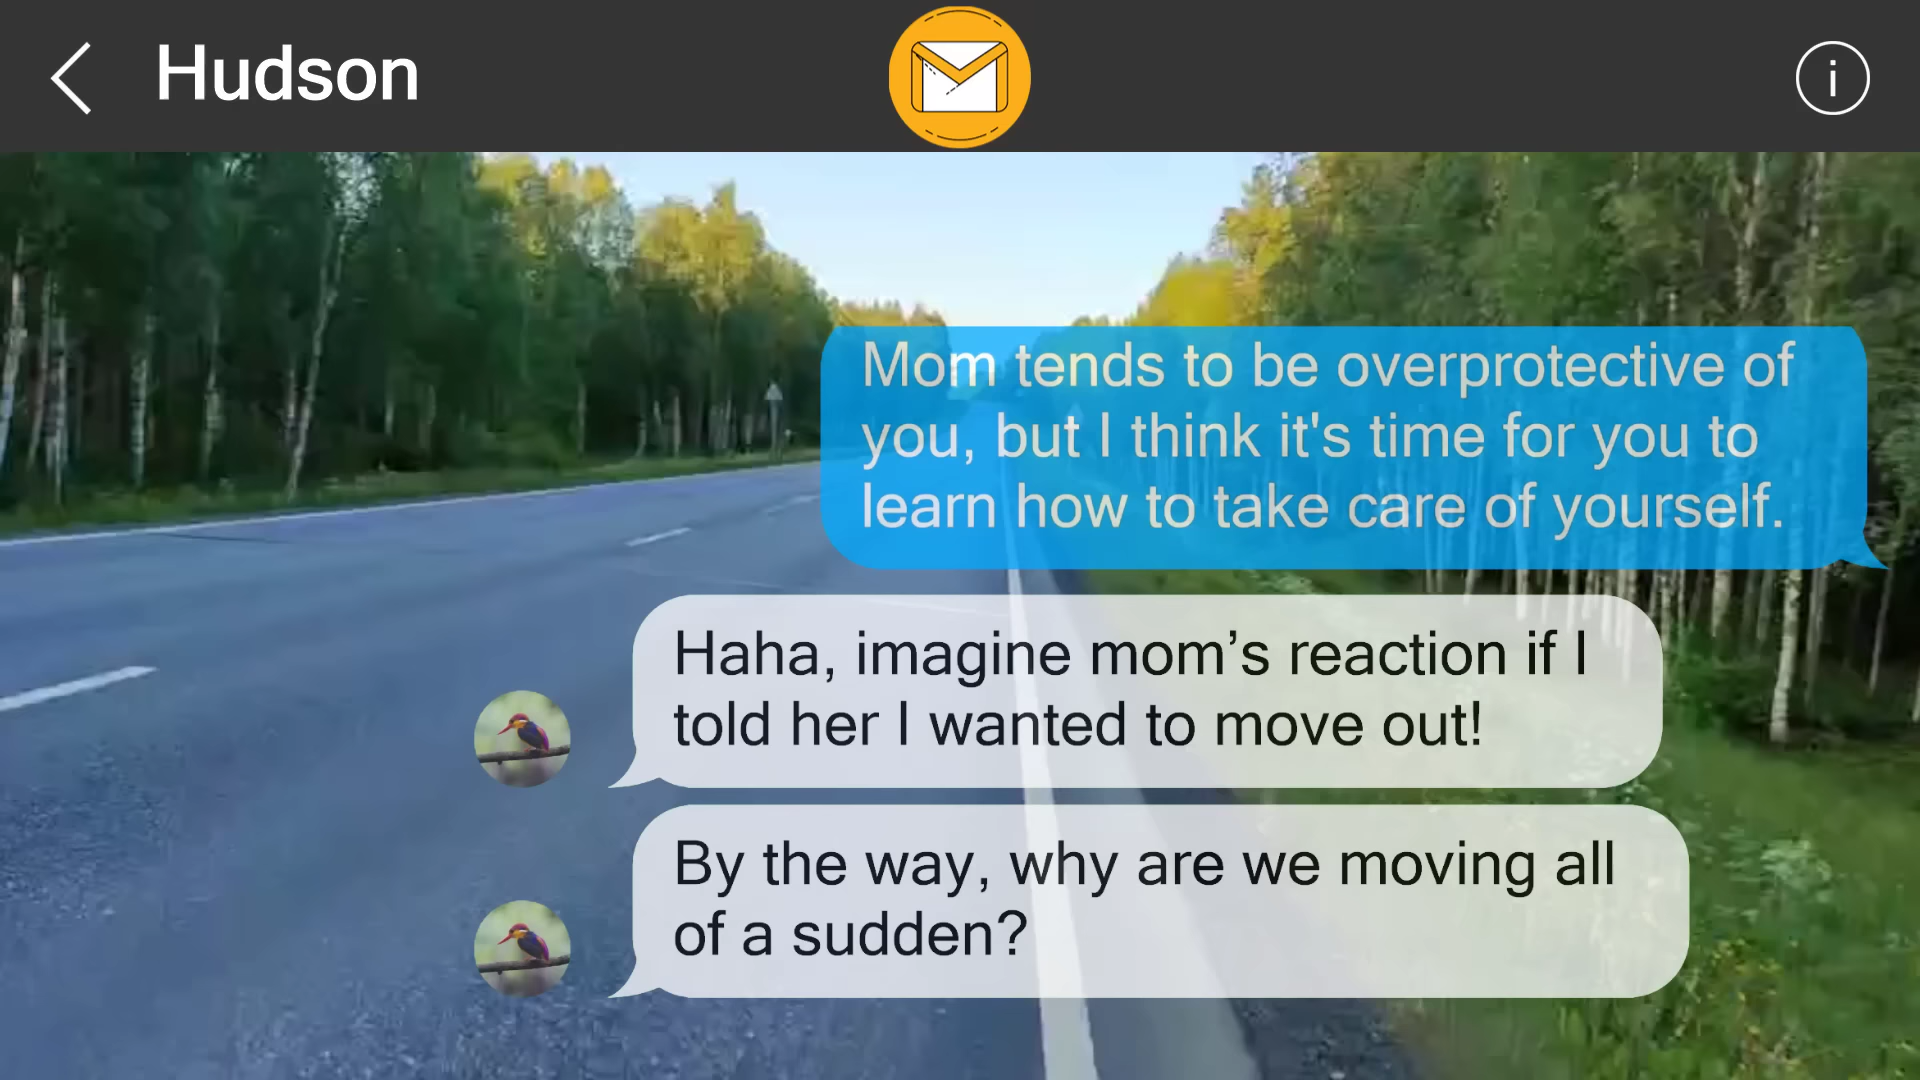 Hudson
i
Mom tends to be overprotective of
you, but I think it's time for you to
learn how to take care of yourself.
Haha, imagine mom’s reaction if I
told her I wanted to move out!
By the way, why are we moving all
of a sudden?